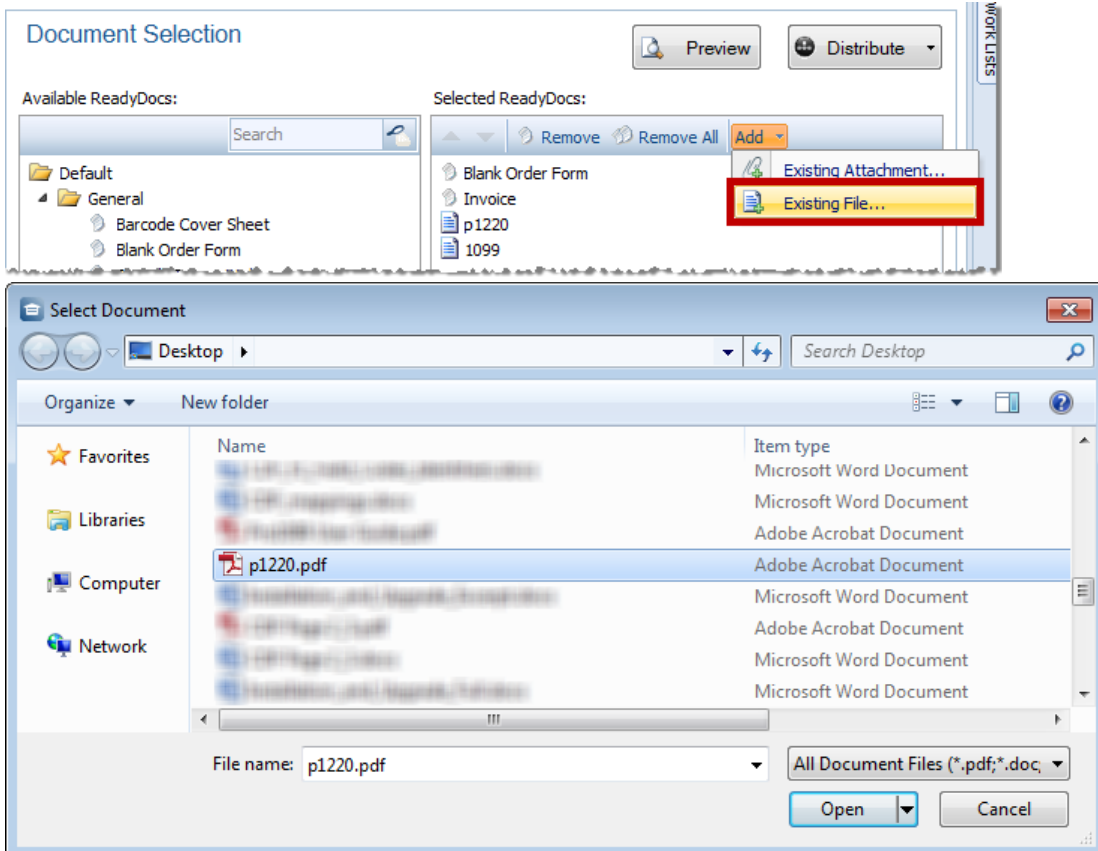 Document Selection
Preview
Distribute
Work Lists
Available ReadyDocs:
Selected ReadyDocs:
Search
Remove
Remove All
Add
Default
General
Barcode Cover Sheet
Blank Order Form
Blank Order Form
Invoice
p1220
1099
Existing Attachment...
Existing File...
Select Document
Desktop
Search Desktop
Organize
New folder
Favorites
Libraries
Computer
Network
Name
Item type
Microsoft Word Document
Microsoft Word Document
Adobe Acrobat Document
p1220.pdf
Adobe Acrobat Document
Microsoft Word Document
Adobe Acrobat Document
Microsoft Word Document
Microsoft Word Document
File name:
p1220.pdf
All Document Files (*.pdf;*.doc;
Open
Cancel